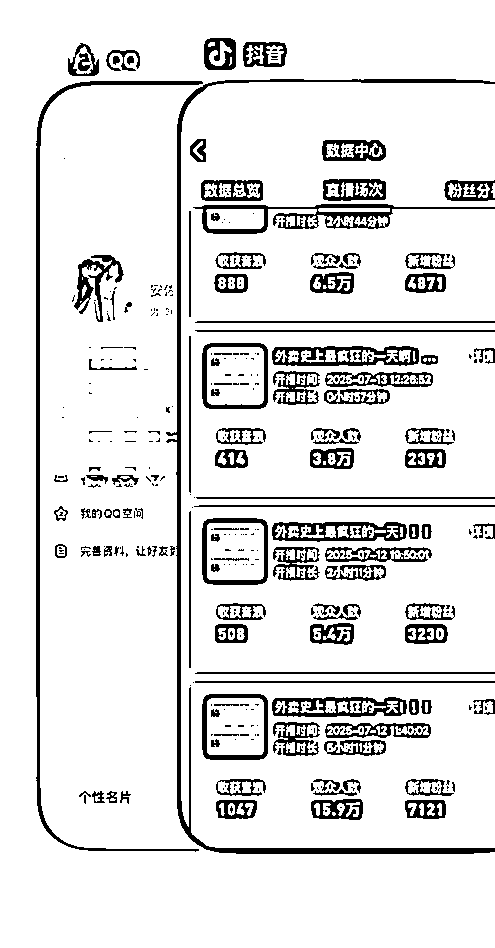 QQ
抖音
数据中心
数据总览 直播场次 粉丝分
开播时长 2小时44分钟
收获音浪 观众人数 新增粉丝
888 6.5万 4871
外卖史上最疯狂的一天啊! ...
开播时间 2025-07-13 12:26:52
开播时长 0小时57分钟
收获音浪 观众人数 新增粉丝
414 3.8万 2391
外卖史上最疯狂的一天!!!
开播时间 2025-07-12 19:50:01
开播时长 2小时11分钟
收获音浪 观众人数 新增粉丝
508 5.4万 3230
外卖史上最疯狂的一天!!!
开播时间 2025-07-12 11:40:02
开播时长 6小时11分钟
收获音浪 观众人数 新增粉丝
1047 15.9万 7121
我的QQ空间
完善资料，让好友更
个性名片